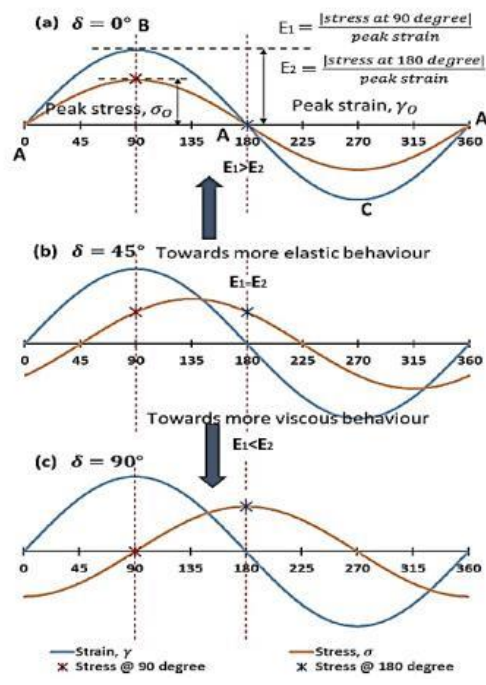 (a) δ = 0° B
E₁ = |stress at 90 degree| / peak strain
E₂ = |stress at 180 degree| / peak strain
Peak stress, σ_O
Peak strain, γ_O
A
A
A
0 45 90 135 180 225 270 315 360
E₁>E₂
C
(b) δ = 45°
Towards more elastic behaviour
E₁=E₂
0 45 90 135 180 225 270 315 360
Towards more viscous behaviour
(c) δ = 90°
E₁<E₂
0 45 90 135 180 225 270 315 360
Strain, γ
Stress, σ
Stress @ 90 degree
Stress @ 180 degree